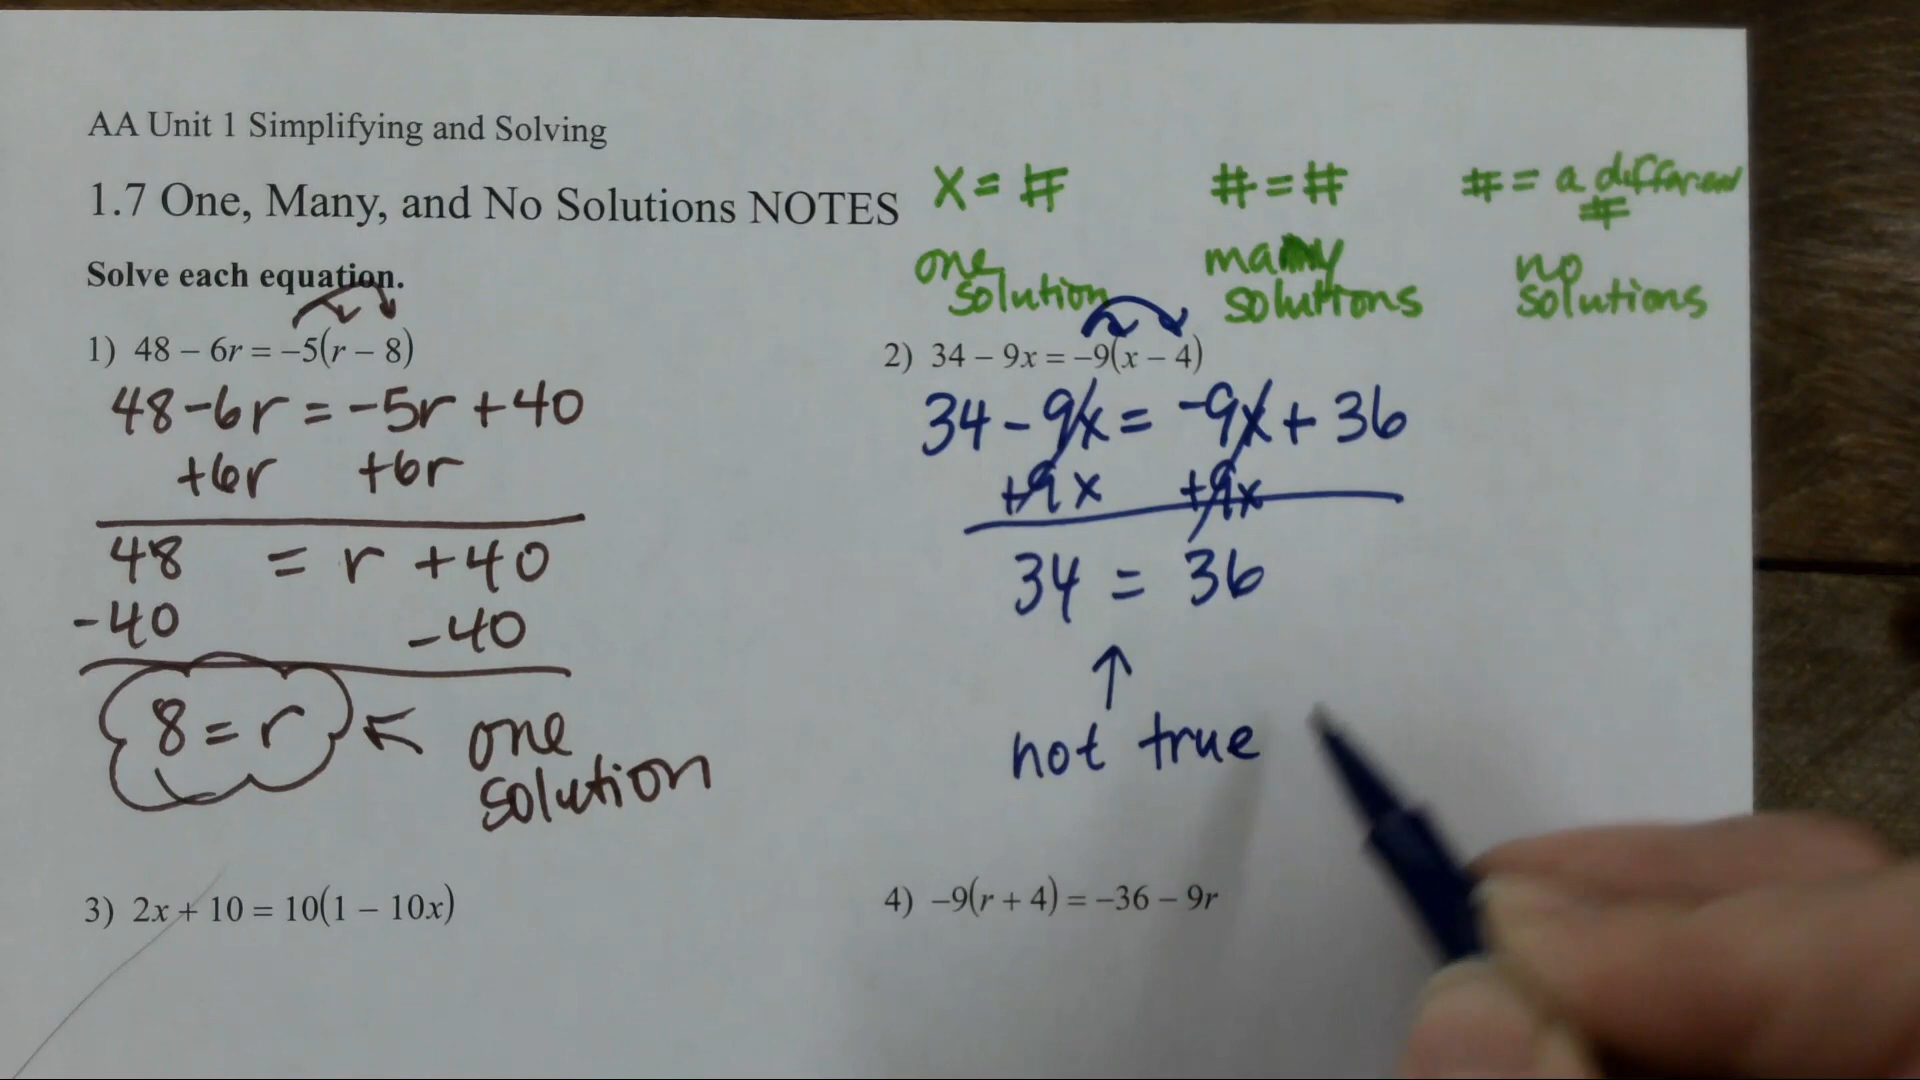 AA Unit 1 Simplifying and Solving
1.7 One, Many, and No Solutions NOTES
x = #
one
solution
# = #
many
solutions
# = a different
#
no
solutions
Solve each equation.
1) 48 – 6r = –5(r – 8)
48 - 6r = -5r + 40
+6r +6r
48 = r + 40
-40 -40
8 = r
one
solution
2) 34 – 9x = –9(x – 4)
34 - 9x = -9x + 36
+9x +9x
34 = 36
not true
3) 2x + 10 = 10(1 – 10x)
4) –9(r + 4) = –36 – 9r